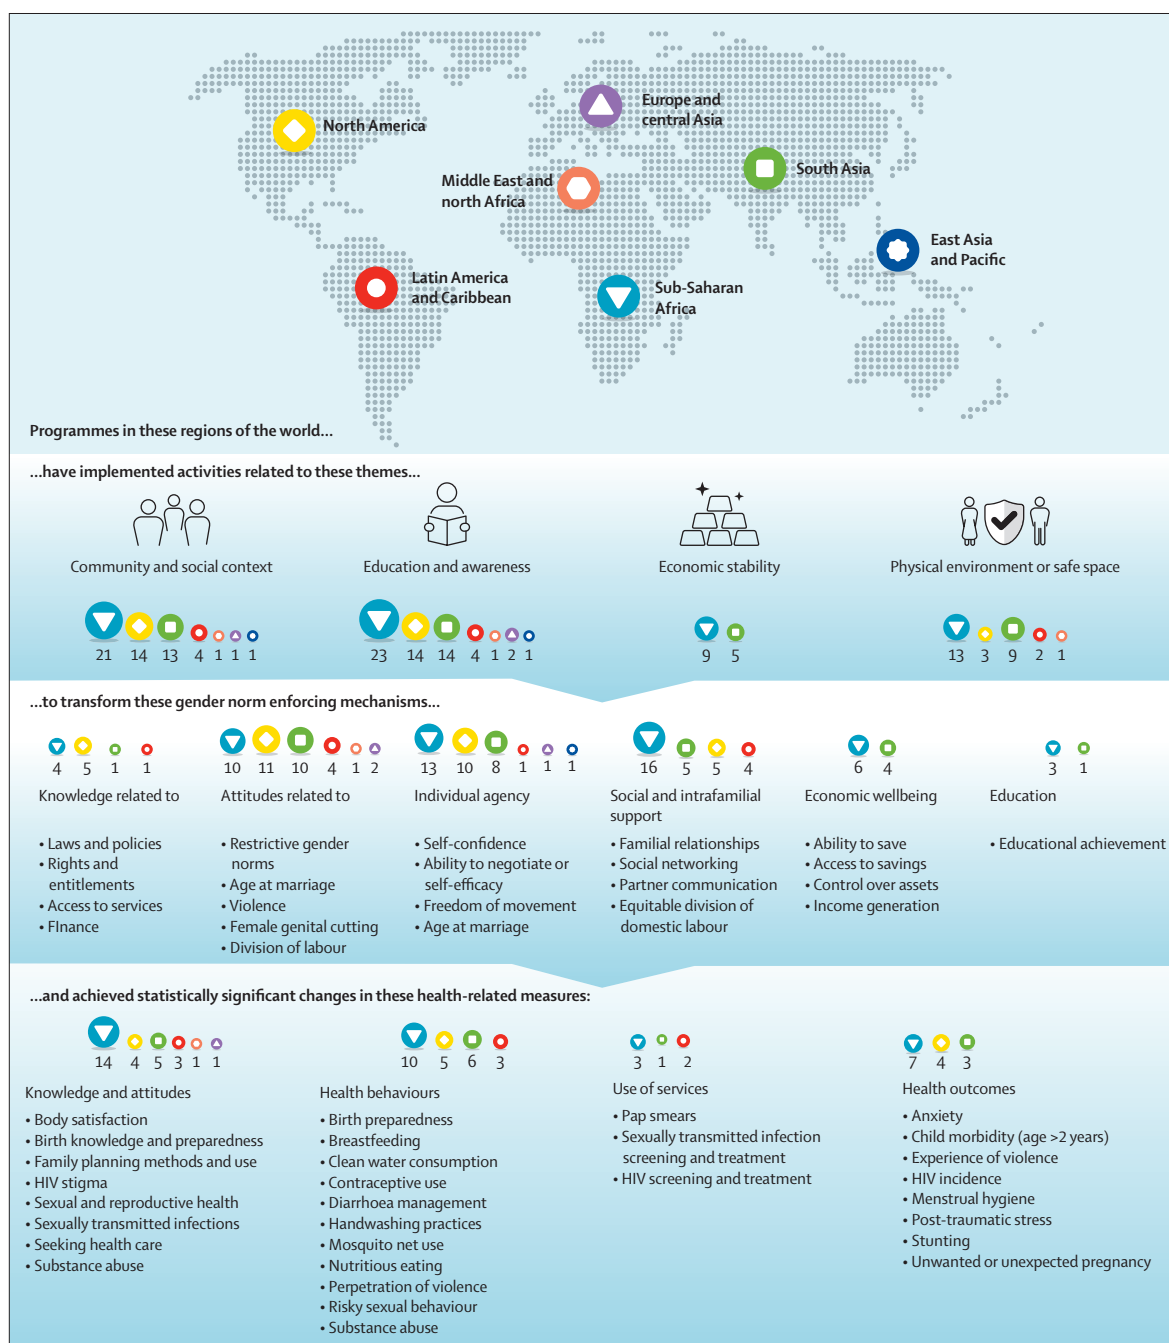 North America
Europe and
central Asia
South Asia
Middle East and
north Africa
East Asia
and Pacific
Latin America
and Caribbean
Sub-Saharan
Africa
Programmes in these regions of the world...
...have implemented activities related to these themes...
Community and social context
Education and awareness
Economic stability
Physical environment or safe space
21 14 13 4 1 1 1
23 14 14 4 1 2 1
9 5
13 3 9 2 1
...to transform these gender norm enforcing mechanisms...
4 5 1 1
Knowledge related to
• Laws and policies
• Rights and
entitlements
• Access to services
• FInance
10 11 10 4 1 2
Attitudes related to
• Restrictive gender
norms
• Age at marriage
• Violence
• Female genital cutting
• Division of labour
13 10 8 1 1 1
Individual agency
• Self-confidence
• Ability to negotiate or
self-efficacy
• Freedom of movement
• Age at marriage
16 5 5 4
Social and intrafamilial
support
• Familial relationships
• Social networking
• Partner communication
• Equitable division of
domestic labour
6 4
Economic wellbeing
• Ability to save
• Access to savings
• Control over assets
• Income generation
3 1
Education
• Educational achievement
...and achieved statistically significant changes in these health-related measures:
14 4 5 3 1 1
Knowledge and attitudes
• Body satisfaction
• Birth knowledge and preparedness
• Family planning methods and use
• HIV stigma
• Sexual and reproductive health
• Sexually transmitted infections
• Seeking health care
• Substance abuse
10 5 6 3
Health behaviours
• Birth preparedness
• Breastfeeding
• Clean water consumption
• Contraceptive use
• Diarrhoea management
• Handwashing practices
• Mosquito net use
• Nutritious eating
• Perpetration of violence
• Risky sexual behaviour
• Substance abuse
3 1 2
Use of services
• Pap smears
• Sexually transmitted infection
screening and treatment
• HIV screening and treatment
7 4 3
Health outcomes
• Anxiety
• Child morbidity (age >2 years)
• Experience of violence
• HIV incidence
• Menstrual hygiene
• Post-traumatic stress
• Stunting
• Unwanted or unexpected pregnancy